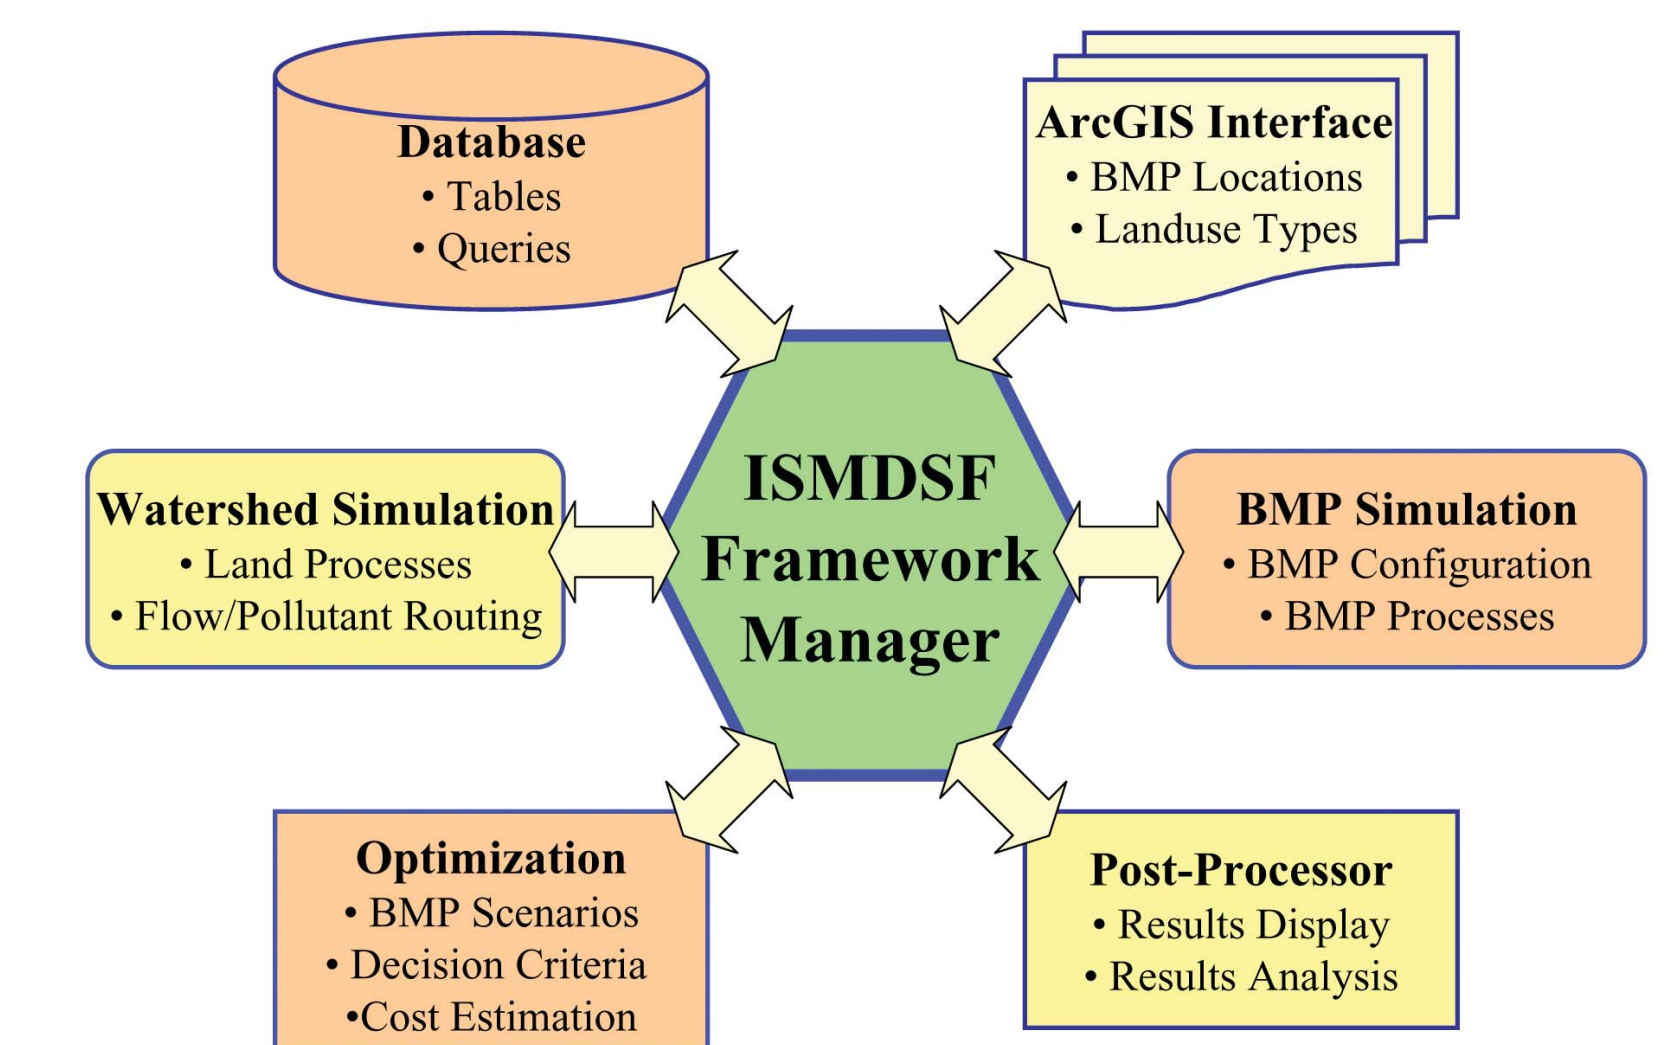 Database
• Tables
• Queries
ArcGIS Interface
• BMP Locations
• Landuse Types
Watershed Simulation
• Land Processes
• Flow/Pollutant Routing
ISMDSF
Framework
Manager
BMP Simulation
• BMP Configuration
• BMP Processes
Optimization
• BMP Scenarios
• Decision Criteria
•Cost Estimation
Post-Processor
• Results Display
• Results Analysis